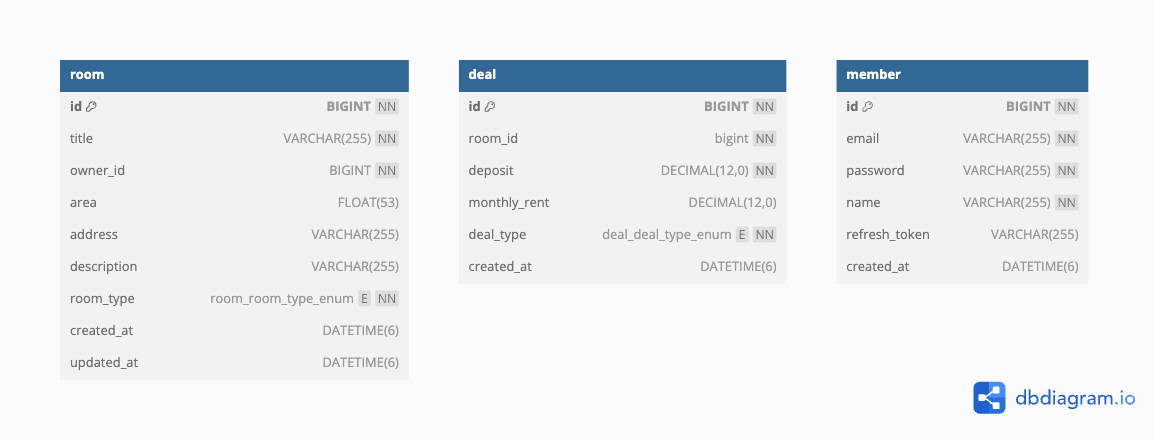 room
id BIGINT NN
title VARCHAR(255) NN
owner_id BIGINT NN
area FLOAT(53)
address VARCHAR(255)
description VARCHAR(255)
room_type room_room_type_enum E NN
created_at DATETIME(6)
updated_at DATETIME(6)
deal
id BIGINT NN
room_id bigint NN
deposit DECIMAL(12,0) NN
monthly_rent DECIMAL(12,0)
deal_type deal_deal_type_enum E NN
created_at DATETIME(6)
member
id BIGINT NN
email VARCHAR(255) NN
password VARCHAR(255) NN
name VARCHAR(255) NN
refresh_token VARCHAR(255)
created_at DATETIME(6)
dbdiagram.io